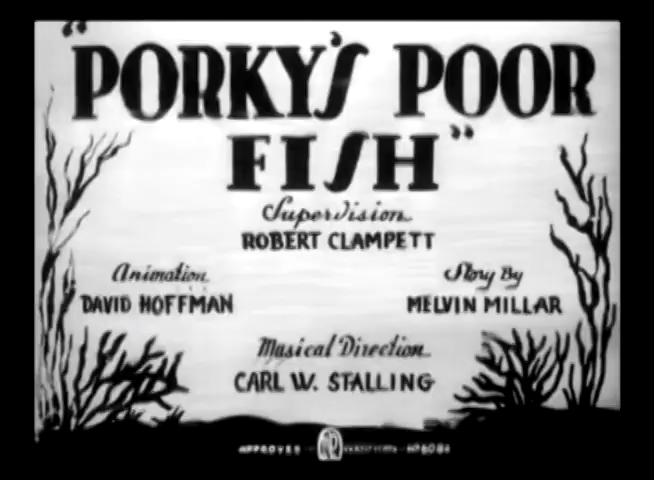 "PORKY'S POOR
FISH"
Supervision
ROBERT CLAMPETT
Animation
DAVID HOFFMAN
Story By
MELVIN MILLAR
Musical Direction
CARL W. STALLING
APPROVED